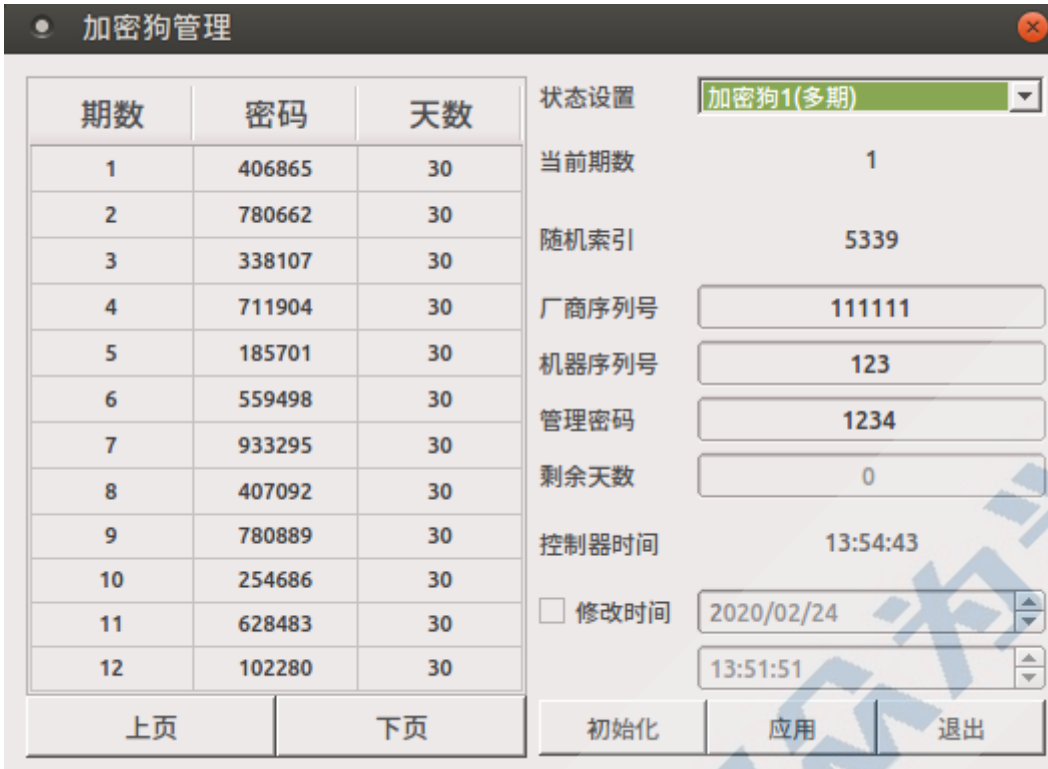 加密狗管理
期数 密码 天数
1 406865 30
2 780662 30
3 338107 30
4 711904 30
5 185701 30
6 559498 30
7 933295 30
8 407092 30
9 780889 30
10 254686 30
11 628483 30
12 102280 30
上页 下页
状态设置 加密狗1(多期)
当前期数 1
随机索引 5339
厂商序列号 111111
机器序列号 123
管理密码 1234
剩余天数 0
控制器时间 13:54:43
修改时间 2020/02/24
13:51:51
初始化 应用 退出